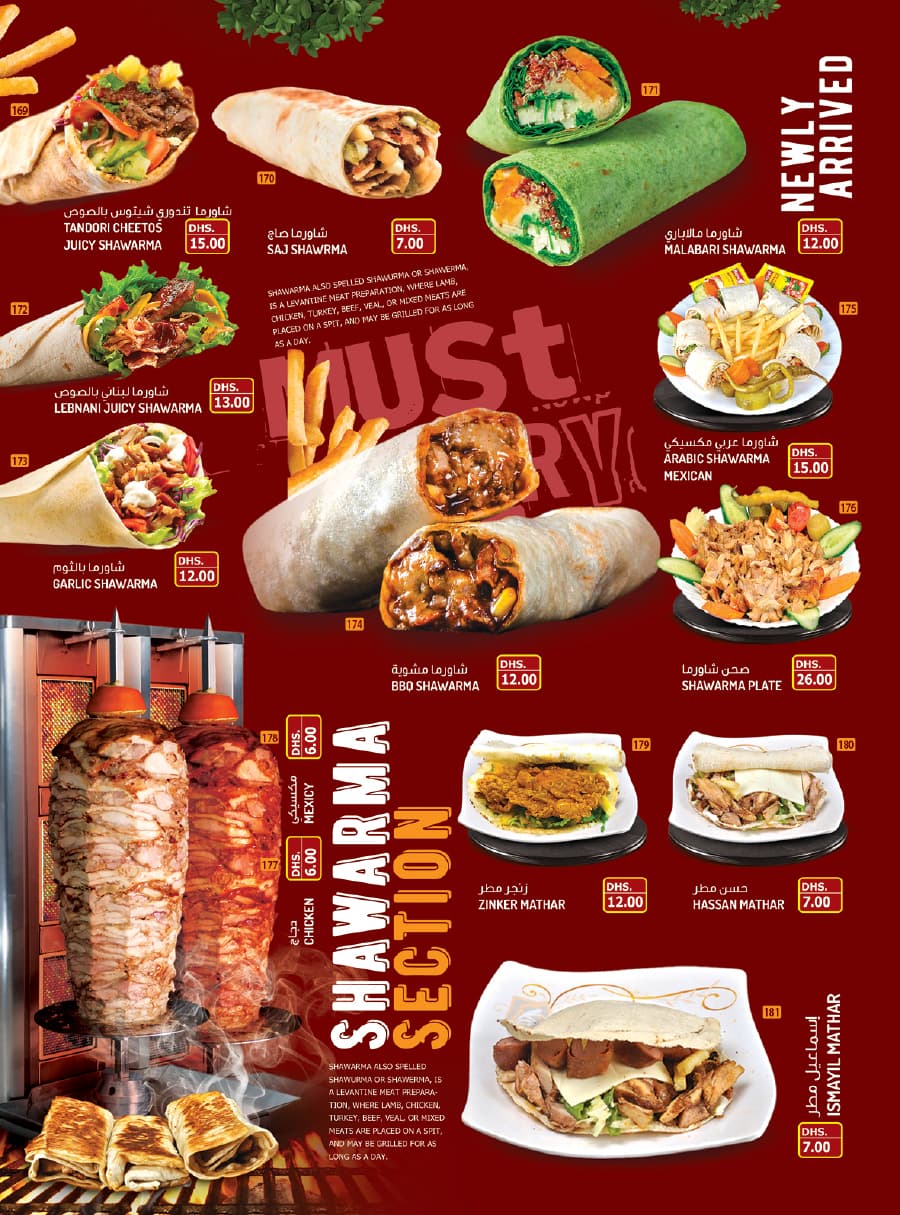 169
شاورما تندوري شيتوس بالصوص
TANDORI CHEETOS
JUICY SHAWARMA
DHS.
15.00
170
شاورما صاج
SAJ SHAWRMA
DHS.
7.00
171
NEWLY
ARRIVED
شاورما مالاباري
MALABARI SHAWARMA
DHS.
12.00
SHAWARMA ALSO SPELLED SHAWURMA OR SHAWERMA,
IS A LEVANTINE MEAT PREPARATION, WHERE LAMB,
CHICKEN, TURKEY, BEEF, VEAL, OR MIXED MEATS ARE
PLACED ON A SPIT, AND MAY BE GRILLED FOR AS LONG
AS A DAY.
172
شاورما لبناني بالصوص
LEBNANI JUICY SHAWARMA
DHS.
13.00
MUSt
175
شاورما عربي مكسيكي
ARABIC SHAWARMA
MEXICAN
DHS.
15.00
173
شاورما بالثوم
GARLIC SHAWARMA
DHS.
12.00
174
شاورما مشوية
BBQ SHAWARMA
DHS.
12.00
176
صحن شاورما
SHAWARMA PLATE
DHS.
26.00
178
مكسيكي
MEXICY
DHS.
6.00
177
دجاج
CHICKEN
DHS.
6.00
SHAWARMA
SECTION
SHAWARMA ALSO SPELLED
SHAWURMA OR SHAWERMA, IS
A LEVANTINE MEAT PREPARA-
TION, WHERE LAMB, CHICKEN,
TURKEY, BEEF, VEAL, OR MIXED
MEATS ARE PLACED ON A SPIT,
AND MAY BE GRILLED FOR AS
LONG AS A DAY.
179
زنجر مطر
ZINKER MATHAR
DHS.
12.00
180
حسن مطر
HASSAN MATHAR
DHS.
7.00
181
إسماعيل مطر
ISMAYIL MATHAR
DHS.
7.00